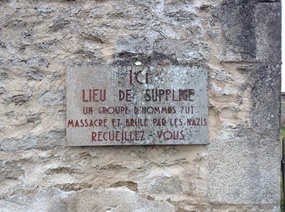 ICI
LIEU DE SUPPLICE
UN GROUPE D'HOMMES FUT
MASSACRE ET BRULE PAR LES NAZIS
RECUEILLEZ-VOUS